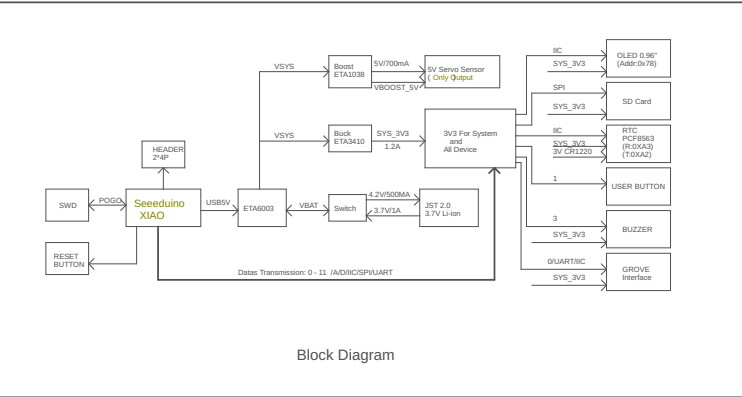 IIC
OLED 0.96"
(Addr:0x78)
SYS_3V3
VSYS
Boost
ETA1038
5V/700mA
VBOOST_5V
5V Servo Sensor
( Only Output)
SPI
SD Card
SYS_3V3
VSYS
Buck
ETA3410
SYS_3V3
1.2A
3V3 For System
and
All Device
IIC
SYS_3V3
3V CR1220
RTC
PCF8563
(R:0XA3)
(T:0XA2)
HEADER
2*4P
1
USER BUTTON
SWD
POGO
Seeeduino
XIAO
USB5V
ETA6003
VBAT
Switch
4.2V/500MA
3.7V/1A
JST 2.0
3.7V Li-ion
3
BUZZER
SYS_3V3
RESET
BUTTON
Datas Transmission: 0 - 11 /A/D/IIC/SPI/UART
0/UART/IIC
SYS_3V3
GROVE
Interface
Block Diagram